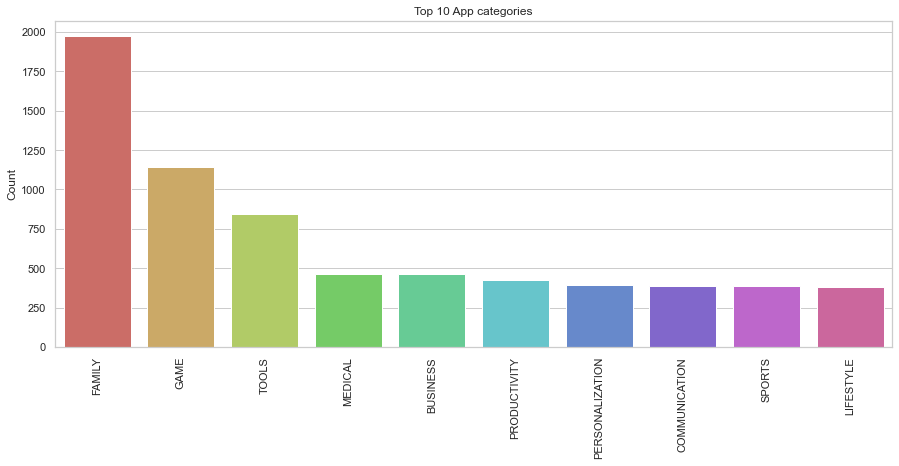 Top 10 App categories
Count
2000
1750
1500
1250
1000
750
500
250
0
FAMILY
GAME
TOOLS
MEDICAL
BUSINESS
PRODUCTIVITY
PERSONALIZATION
COMMUNICATION
SPORTS
LIFESTYLE